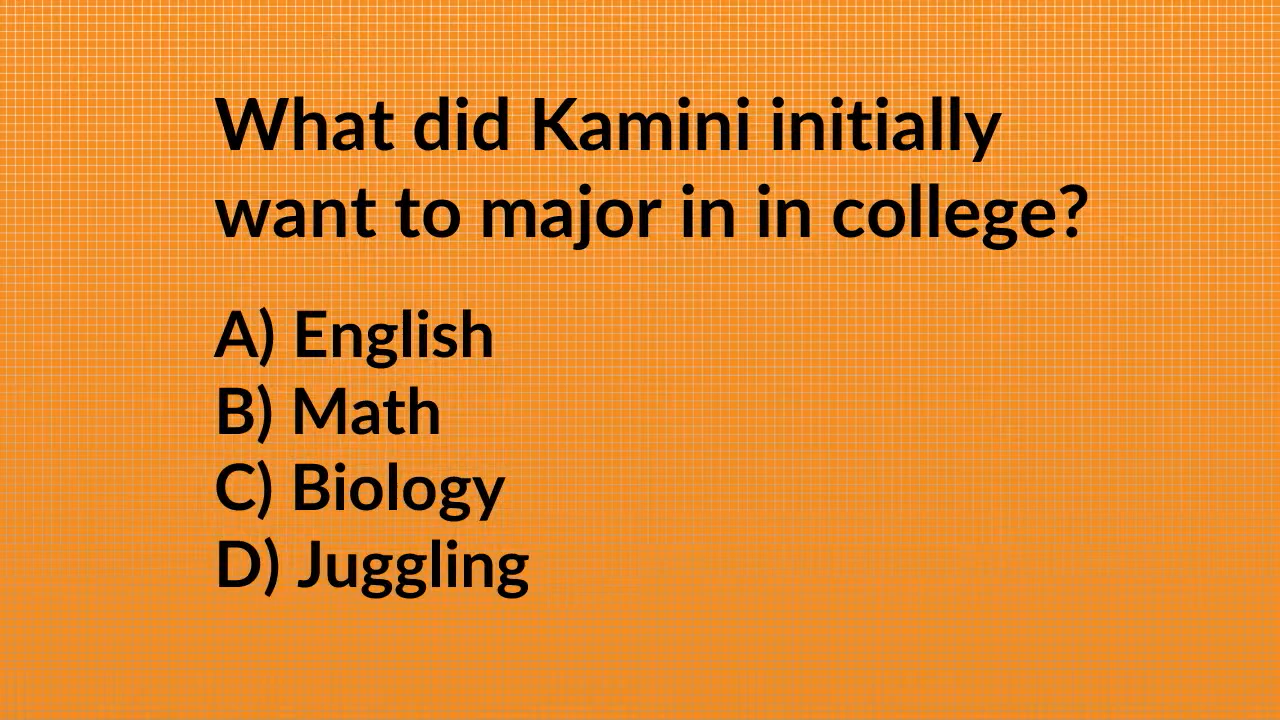 What did Kamini initially
want to major in in college?
A) English
B) Math
C) Biology
D) Juggling